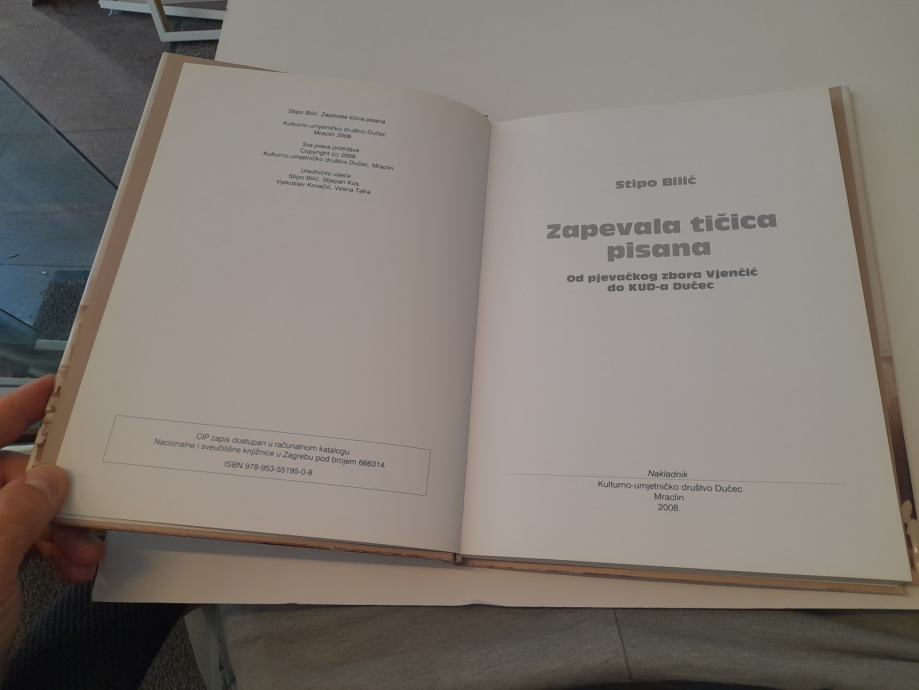 Stipo Bilić: Zapevala tičica pisana
Kulturno-umjetničko društvo Dučec
Mraclin 2008.
Sva prava pridržava
Copyright (c) 2008
Kulturno-umjetničko društvo Dučec, Mraclin
Uredničko vijeće
Stipo Bilić, Stjepan Kos,
Vjekoslav Kovačić, Vesna Tafra
CIP zapis dostupan u računalnom katalogu
Nacionalne i sveučilišne knjižnice u Zagrebu pod brojem 666314.
ISBN 978-953-55195-0-8
Stipo Bilić
Zapevala tičica
pisana
Od pjevačkog zbora Vjenčić
do KUD-a Dučec
Nakladnik
Kulturno-umjetničko društvo Dučec
Mraclin
2008.